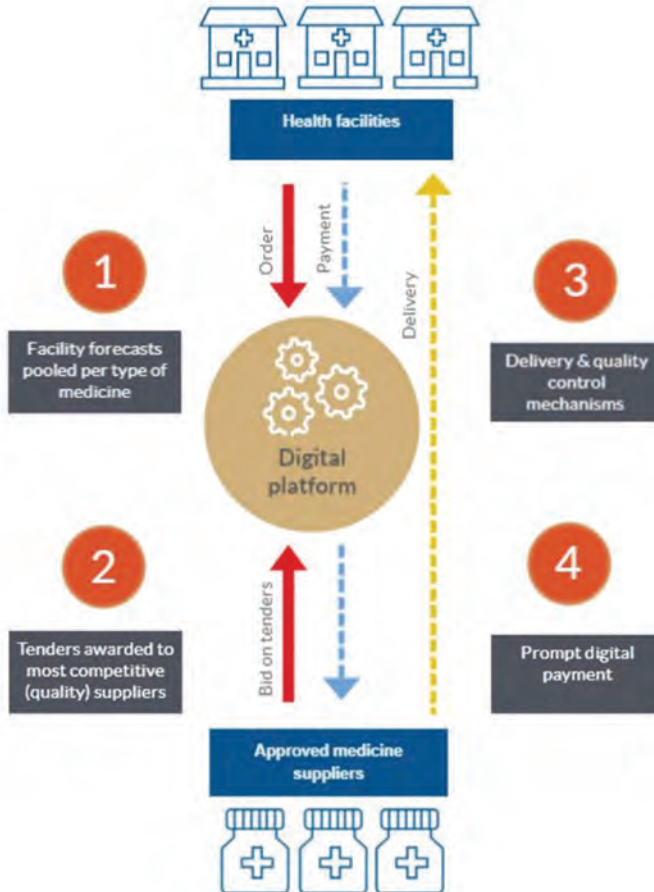 Health facilities
Order
Payment
Delivery
1
Facility forecasts
pooled per type of
medicine
3
Delivery & quality
control
mechanisms
Digital
platform
2
Tenders awarded to
most competitive
(quality) suppliers
Bid on tenders
4
Prompt digital
payment
Approved medicine
suppliers